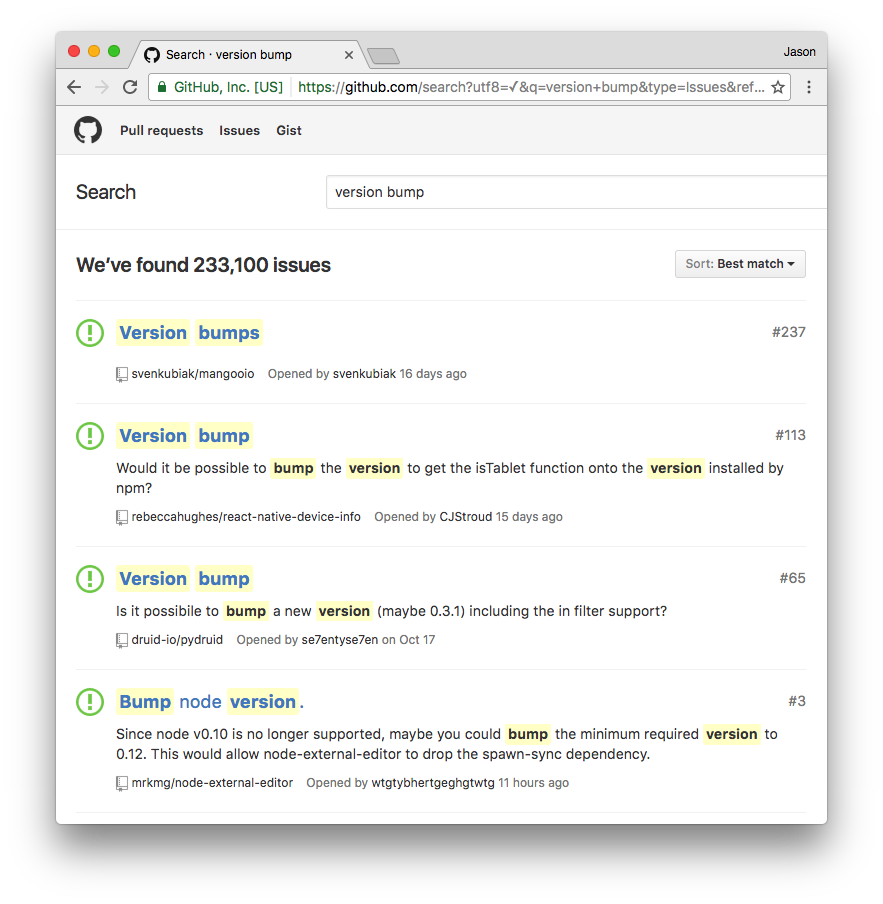 Search · version bump
Jason
GitHub, Inc. [US] https://github.com/search?utf8=✓&q=version+bump&type=Issues&ref...
Pull requests Issues Gist
Search version bump
We’ve found 233,100 issues Sort: Best match
Version bumps #237
svenkubiak/mangooio Opened by svenkubiak 16 days ago
Version bump #113
Would it be possible to bump the version to get the isTablet function onto the version installed by
npm?
rebeccahughes/react-native-device-info Opened by CJStroud 15 days ago
Version bump #65
Is it possibile to bump a new version (maybe 0.3.1) including the in filter support?
druid-io/pydruid Opened by se7entyse7en on Oct 17
Bump node version. #3
Since node v0.10 is no longer supported, maybe you could bump the minimum required version to
0.12. This would allow node-external-editor to drop the spawn-sync dependency.
mrkmg/node-external-editor Opened by wtgtybhertgeghgtwtg 11 hours ago